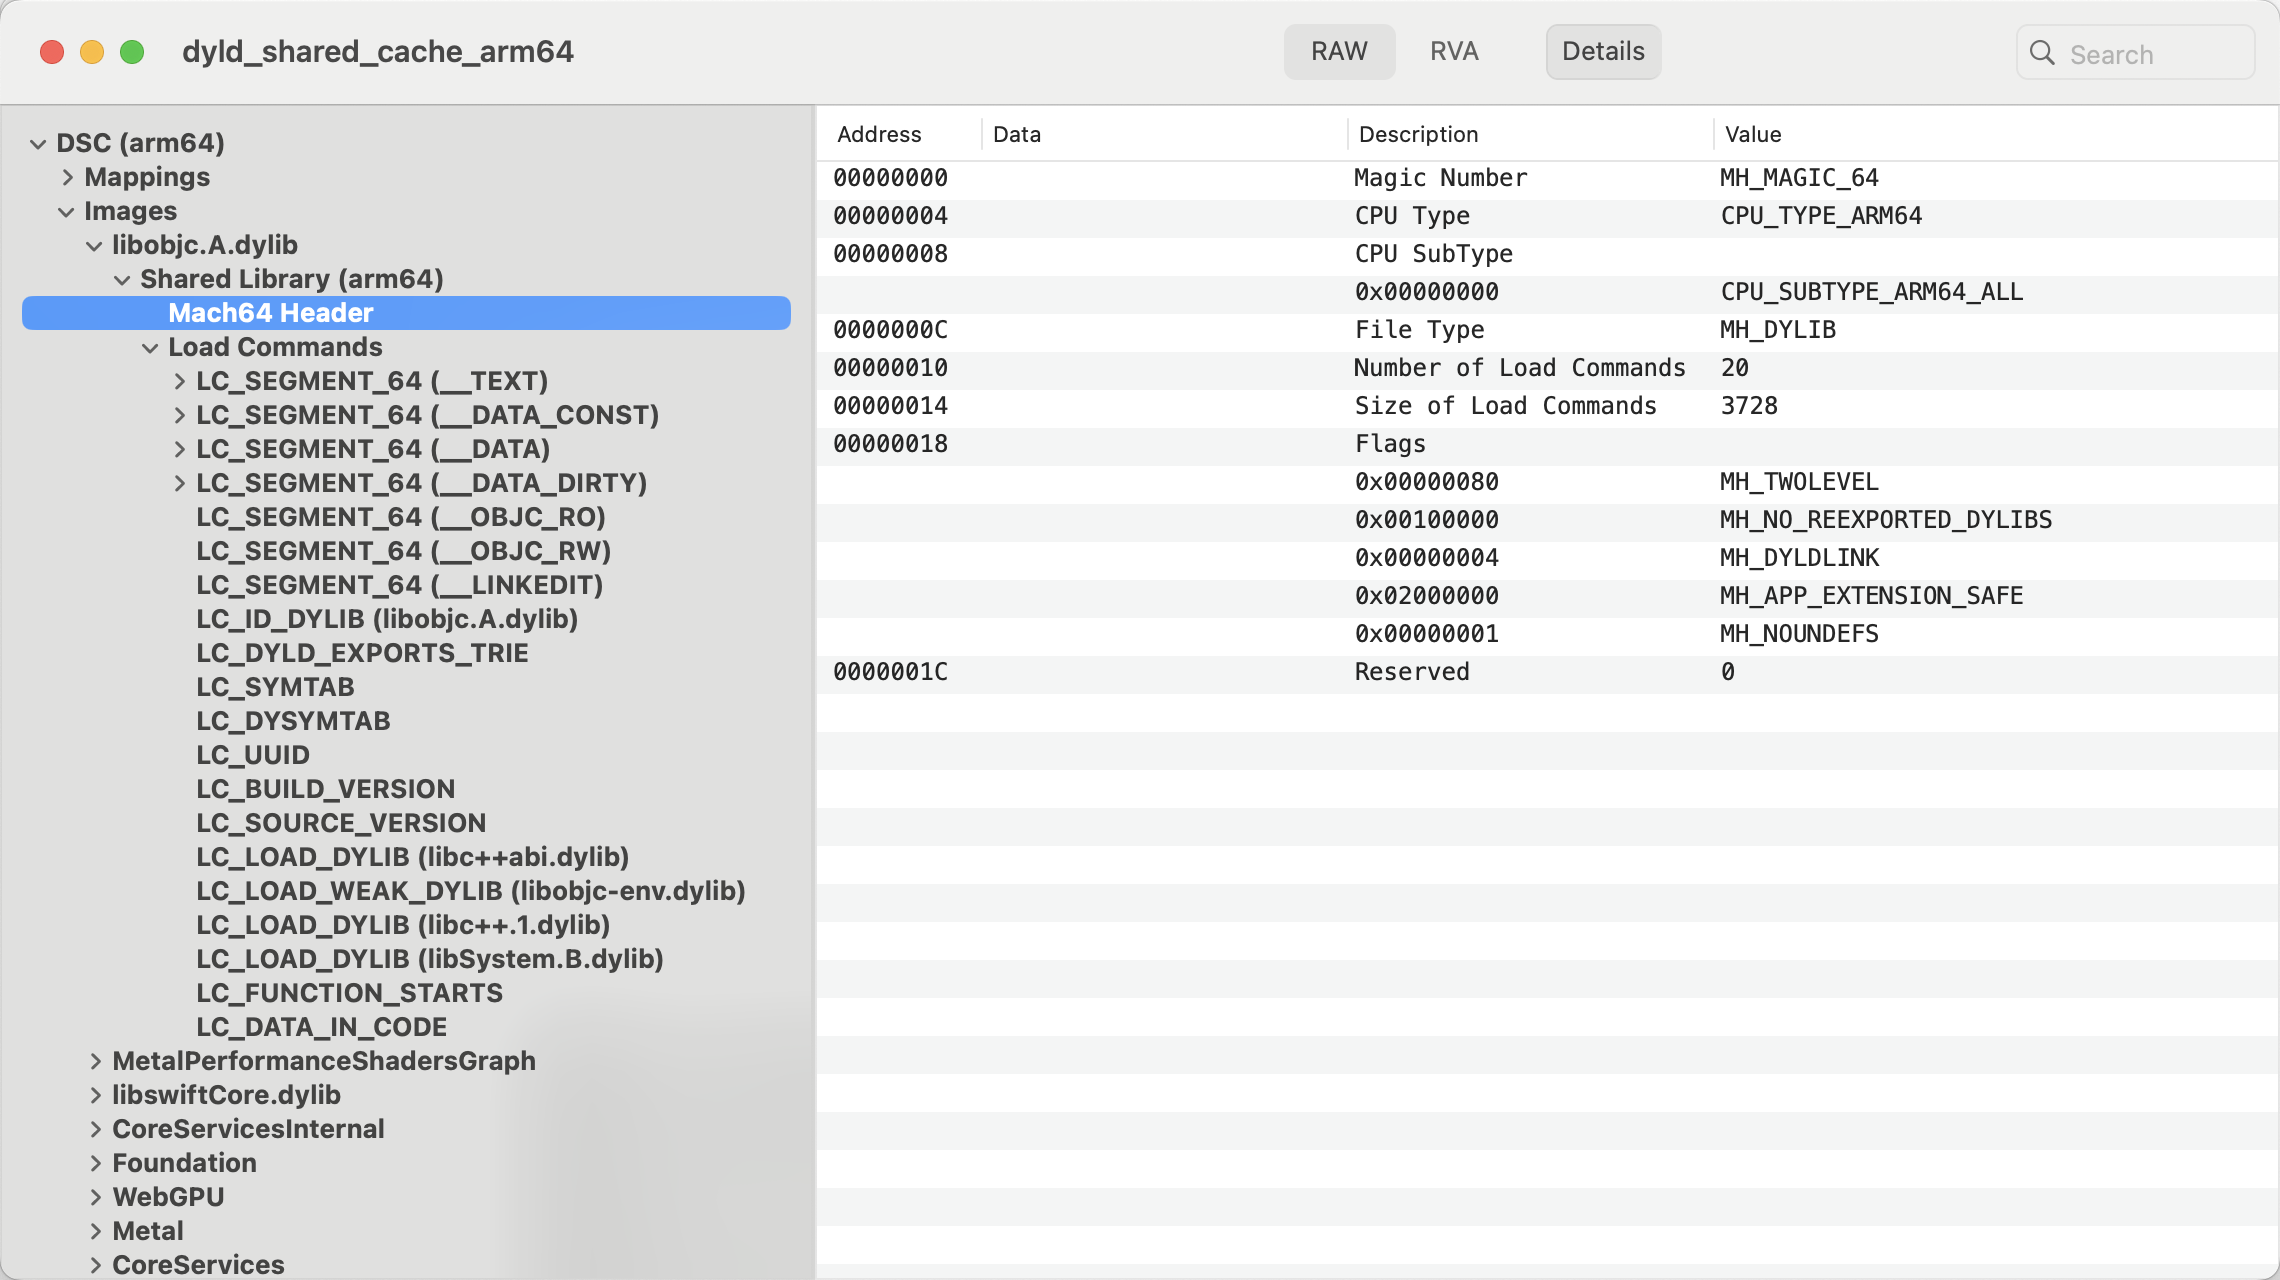 dyld_shared_cache_arm64
RAW RVA Details Search
DSC (arm64)
Mappings
Images
libobjc.A.dylib
Shared Library (arm64)
Mach64 Header
Load Commands
LC_SEGMENT_64 (__TEXT)
LC_SEGMENT_64 (__DATA_CONST)
LC_SEGMENT_64 (__DATA)
LC_SEGMENT_64 (__DATA_DIRTY)
LC_SEGMENT_64 (__OBJC_RO)
LC_SEGMENT_64 (__OBJC_RW)
LC_SEGMENT_64 (__LINKEDIT)
LC_ID_DYLIB (libobjc.A.dylib)
LC_DYLD_EXPORTS_TRIE
LC_SYMTAB
LC_DYSYMTAB
LC_UUID
LC_BUILD_VERSION
LC_SOURCE_VERSION
LC_LOAD_DYLIB (libc++abi.dylib)
LC_LOAD_WEAK_DYLIB (libobjc-env.dylib)
LC_LOAD_DYLIB (libc++.1.dylib)
LC_LOAD_DYLIB (libSystem.B.dylib)
LC_FUNCTION_STARTS
LC_DATA_IN_CODE
MetalPerformanceShadersGraph
libswiftCore.dylib
CoreServicesInternal
Foundation
WebGPU
Metal
CoreServices
Address Data Description Value
00000000 Magic Number MH_MAGIC_64
00000004 CPU Type CPU_TYPE_ARM64
00000008 CPU SubType
0x00000000 CPU_SUBTYPE_ARM64_ALL
0000000C File Type MH_DYLIB
00000010 Number of Load Commands 20
00000014 Size of Load Commands 3728
00000018 Flags
0x00000080 MH_TWOLEVEL
0x00100000 MH_NO_REEXPORTED_DYLIBS
0x00000004 MH_DYLDLINK
0x02000000 MH_APP_EXTENSION_SAFE
0x00000001 MH_NOUNDEFS
0000001C Reserved 0